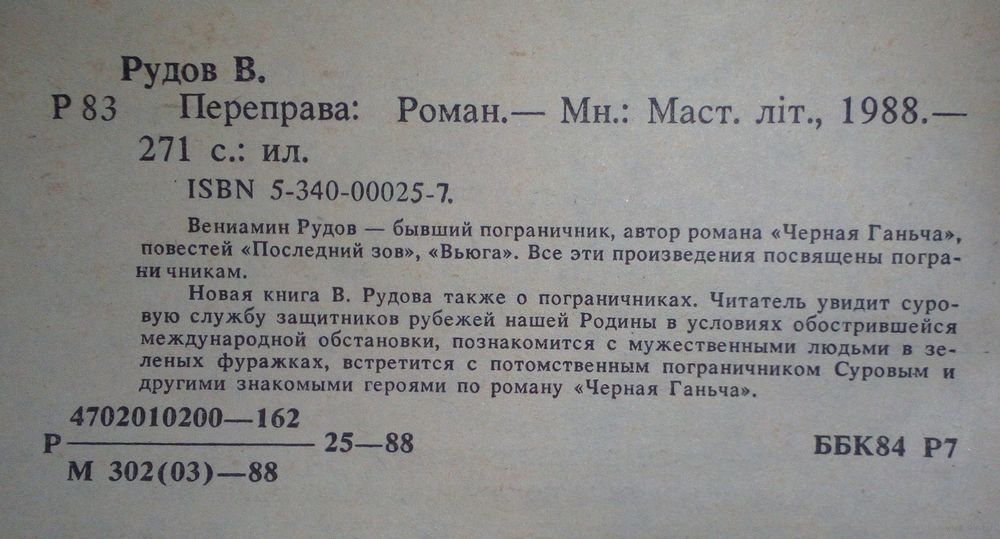 Рудов В.
Р 83 Переправа: Роман.— Мн.: Маст. літ., 1988.—
271 с.: ил.
ISBN 5-340-00025-7.
Вениамин Рудов — бывший пограничник, автор романа «Черная Ганьча»,
повестей «Последний зов», «Вьюга». Все эти произведения посвящены погра-
ни чникам.
Новая книга В. Рудова также о пограничниках. Читатель увидит суро-
вую службу защитников рубежей нашей Родины в условиях обострившейся
международной обстановки, познакомится с мужественными людьми в зе-
леных фуражках, встретится с потомственным пограничником Суровым и
другими знакомыми героями по роману «Черная Ганьча».
4702010200—162
Р 25—88 ББК84 Р7
М 302(03)—88